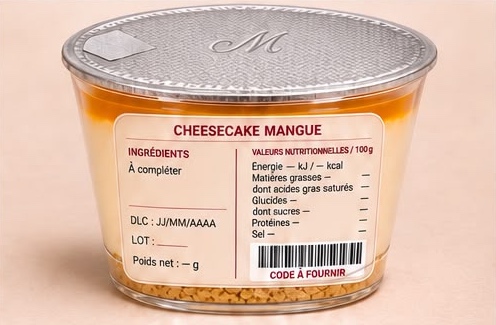 M
CHEESECAKE MANGUE
INGRÉDIENTS
À compléter
DLC : JJ/MM/AAAA
LOT :
Poids net : — g
VALEURS NUTRITIONNELLES / 100g
Energie — kJ / — kcal
Matières grasses — —
dont acides gras saturés —
Glucides — —
dont sucres — —
Protéines — —
Sel — —
CODE À FOURNIR